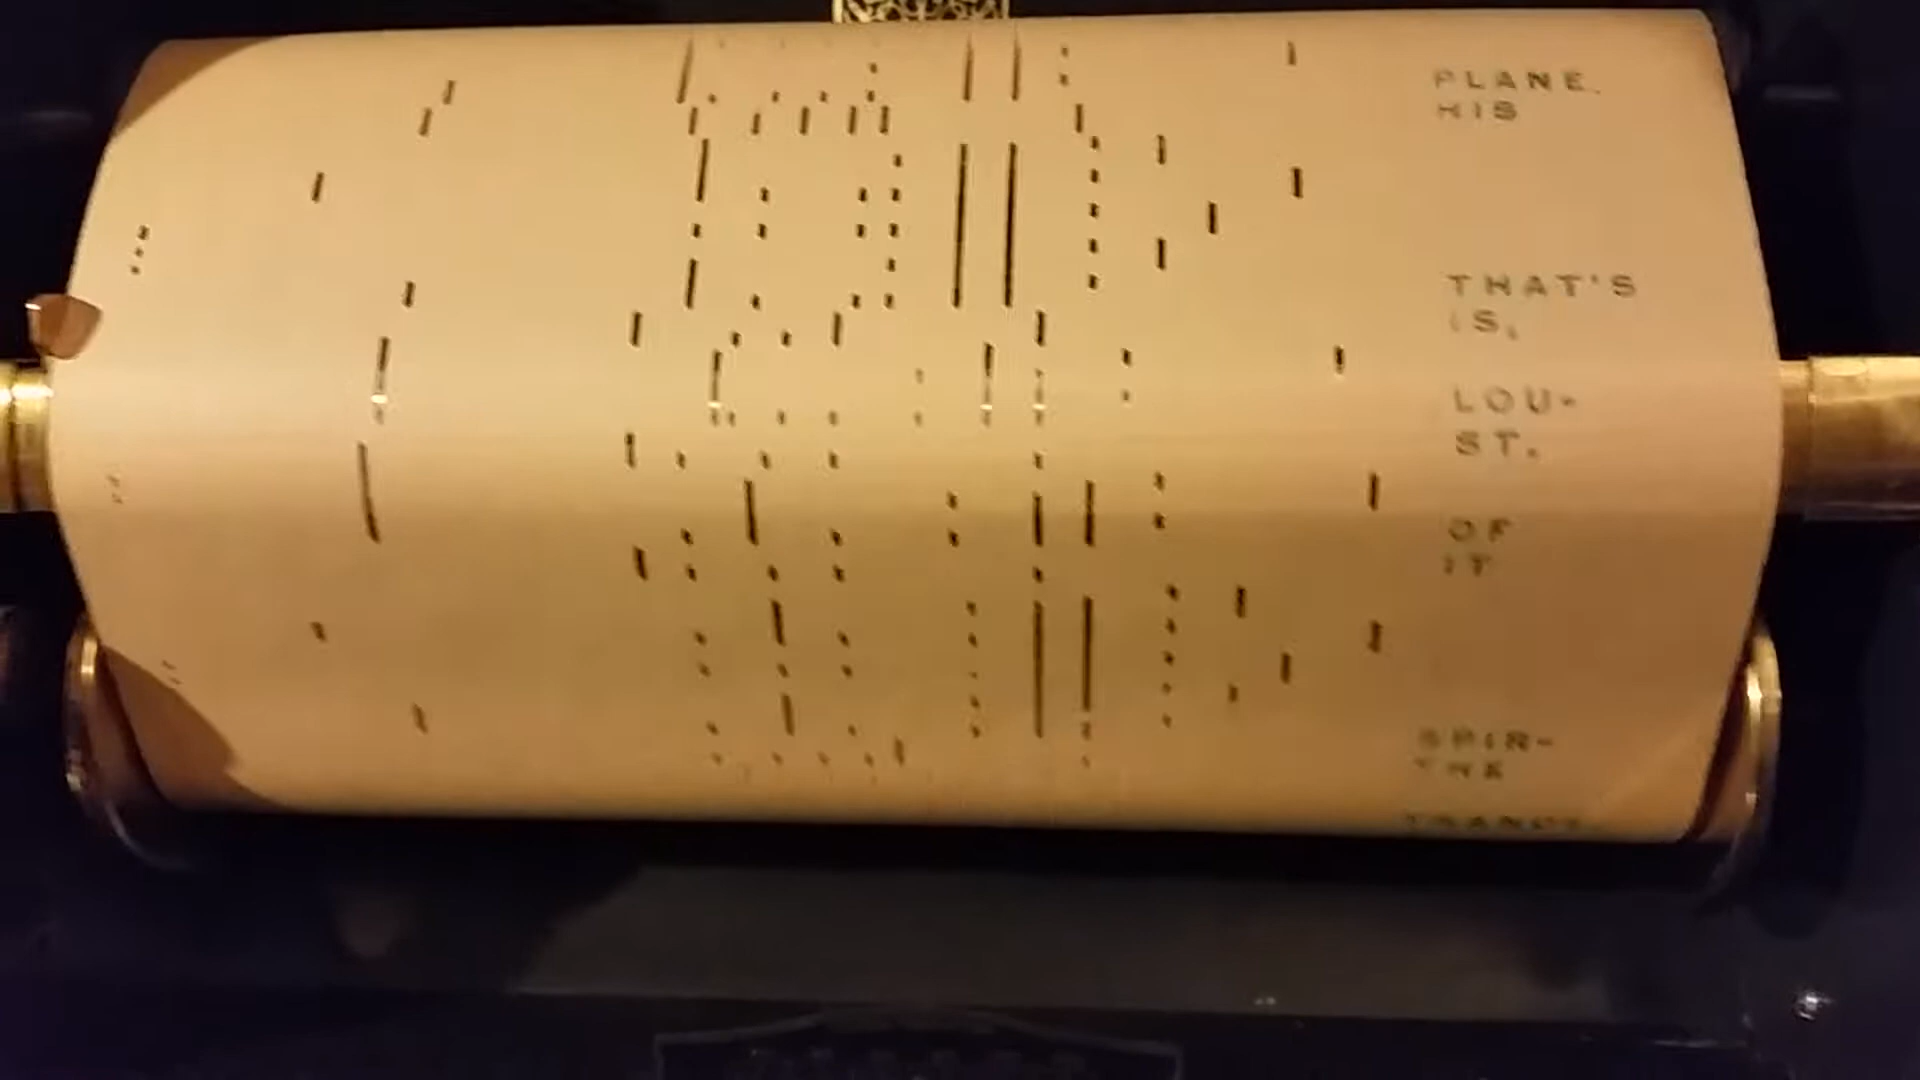 PLANE.
HIS
THAT'S
IS,
LOU-
ST.
OF
IT
SPIR-
THE